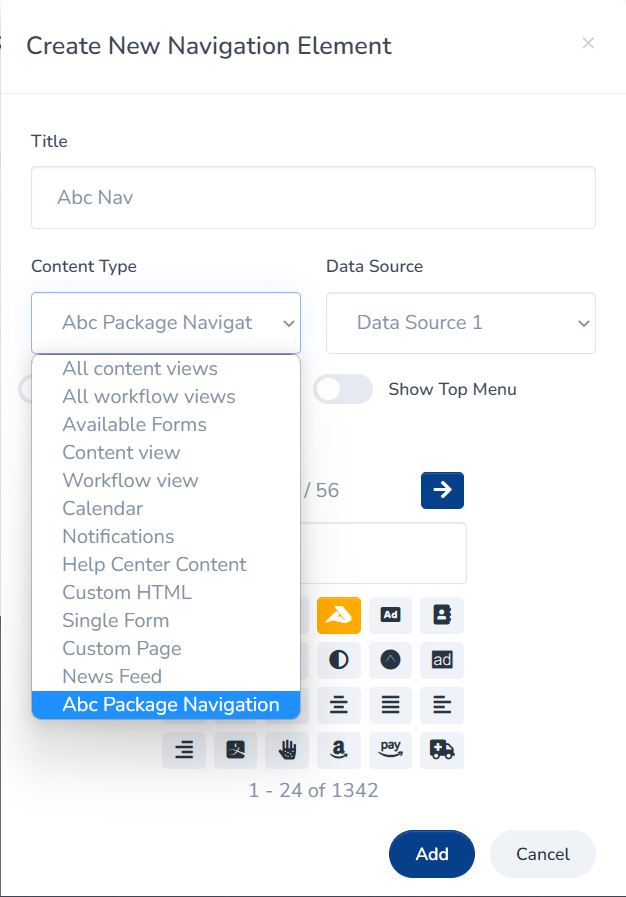 Create New Navigation Element
×
Title
Abc Nav
Content Type
Data Source
Abc Package Navigat
Data Source 1
All content views
All workflow views
Available Forms
Content view
Workflow view
Calendar
Notifications
Help Center Content
Custom HTML
Single Form
Custom Page
News Feed
Abc Package Navigation
Show Top Menu
/ 56
Ad
ad
a
pay
1 - 24 of 1342
Add
Cancel